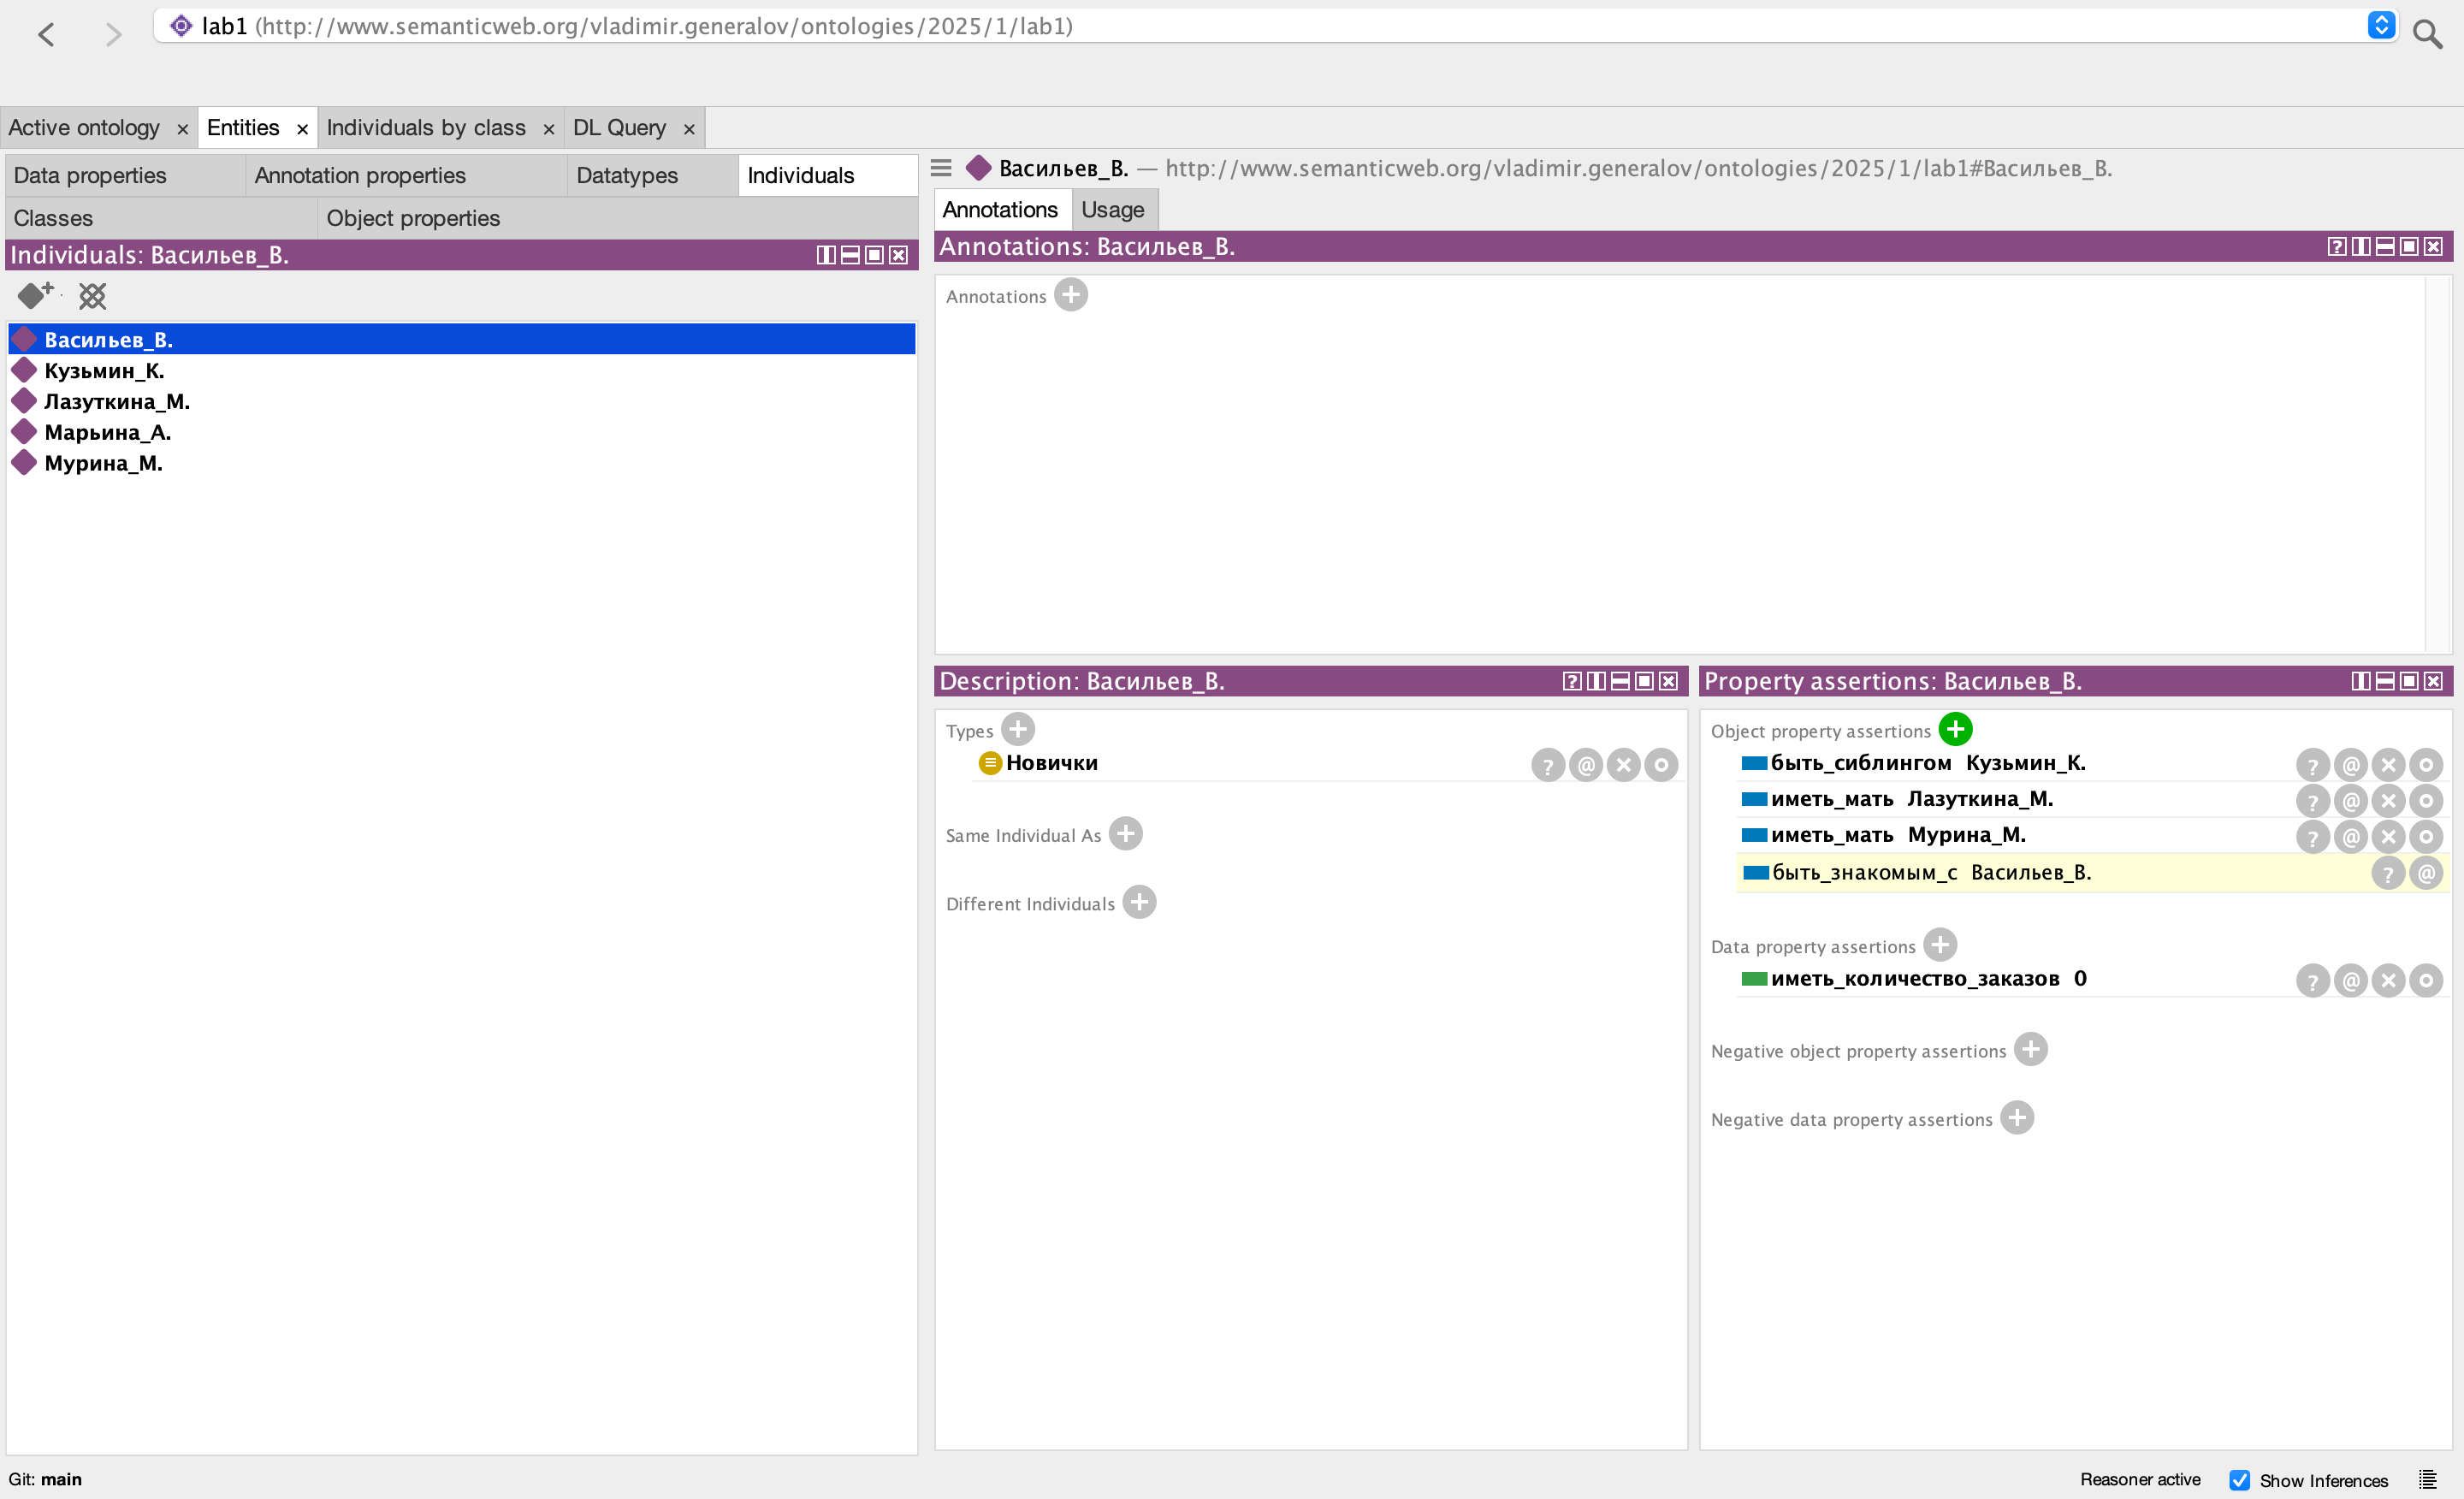 lab1 (http://www.semanticweb.org/vladimir.generalov/ontologies/2025/1/lab1)
Active ontology × Entities × Individuals by class × DL Query ×
Data properties Annotation properties Datatypes Individuals
Classes Object properties
Individuals: Васильев_В.
Васильев_В.
Кузьмин_К.
Лазуткина_М.
Марьина_А.
Мурина_М.
Васильев_В. — http://www.semanticweb.org/vladimir.generalov/ontologies/2025/1/lab1#Васильев_В.
Annotations Usage
Annotations: Васильев_В.
Annotations
Description: Васильев_В.
Types
Новички
Same Individual As
Different Individuals
Property assertions: Васильев_В.
Object property assertions
быть_сиблингом Кузьмин_К.
иметь_мать Лазуткина_М.
иметь_мать Мурина_М.
быть_знакомым_с Васильев_В.
Data property assertions
иметь_количество_заказов 0
Negative object property assertions
Negative data property assertions
Git: main
Reasoner active Show Inferences